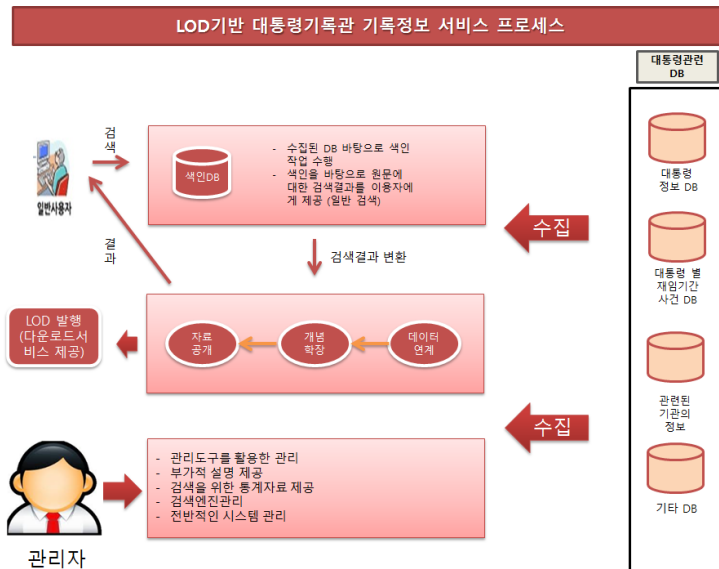 LOD기반 대통령기록관 기록정보 서비스 프로세스
대통령관련
DB
검색
일반사용자
결과
색인DB
- 수집된 DB 바탕으로 색인
작업 수행
- 색인을 바탕으로 원문에
대한 검색결과를 이용자에
게 제공 (일반 검색)
수집
검색결과 변환
대통령
정보 DB
대통령 별
재임기간
사건 DB
LOD 발행
(다운로드서
비스 제공)
자료
공개
개념
확장
데이터
연계
수집
관련된
기관의
정보
- 관리도구를 활용한 관리
- 부가적 설명 제공
- 검색을 위한 통계자료 제공
- 검색엔진관리
- 전반적인 시스템 관리
관리자
기타 DB